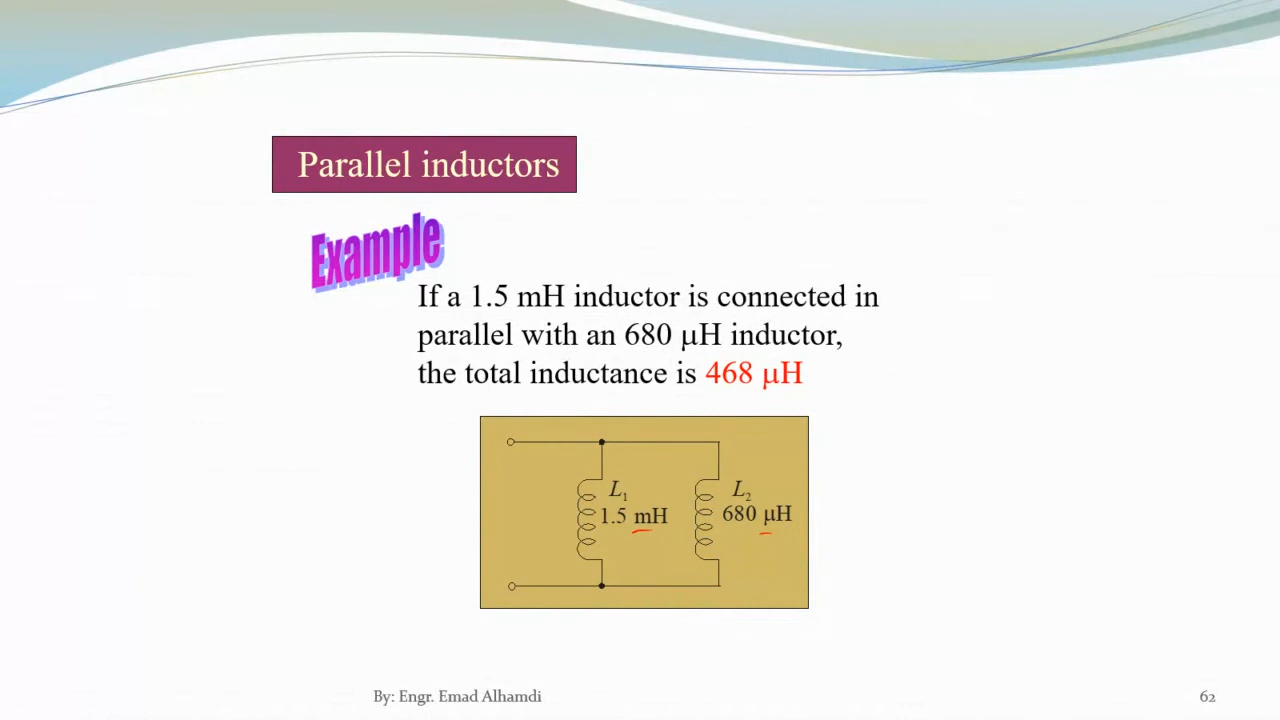 Parallel inductors
Example
If a 1.5 mH inductor is connected in
parallel with an 680 μH inductor,
the total inductance is 468 μH
L1
L2
1.5 mH
680 μH
By: Engr. Emad Alhamdi
62